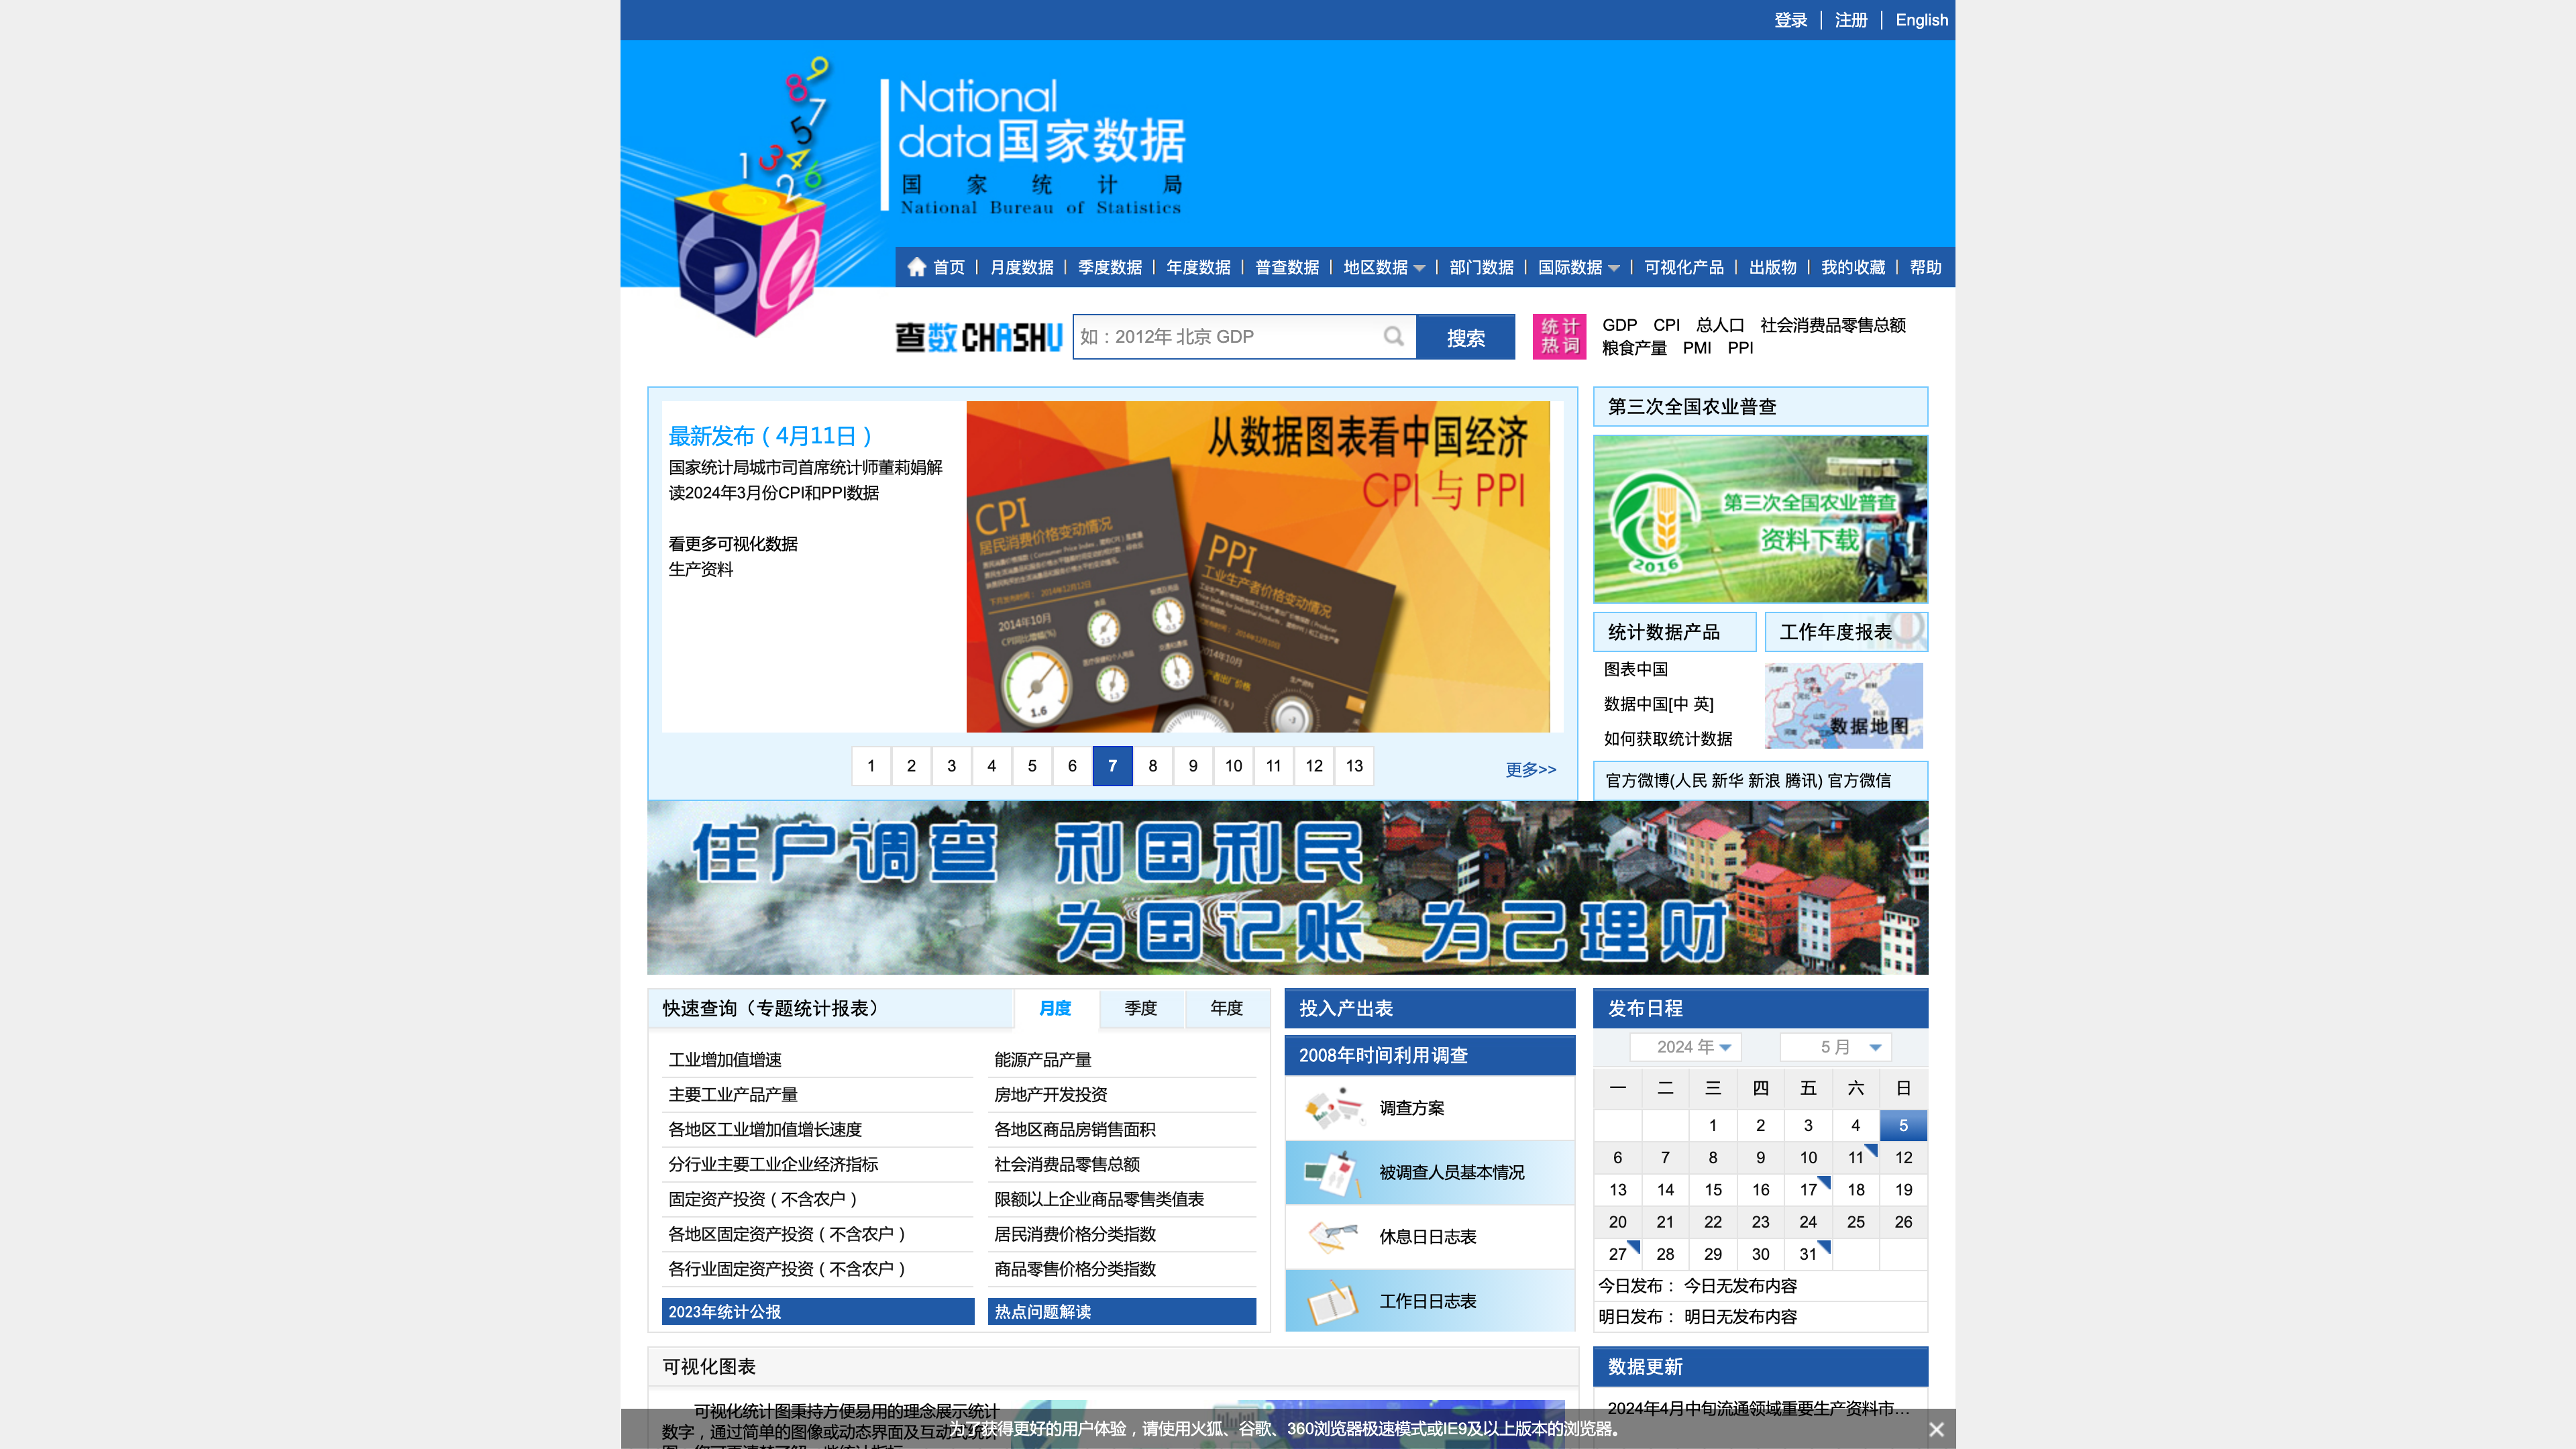 登录 注册 English
National
data国家数据
国家统计局
National Bureau of Statistics
首页 月度数据 季度数据 年度数据 普查数据 地区数据 部门数据 国际数据 可视化产品 出版物 我的收藏 帮助
查数CHASHU 如：2012年 北京 GDP 搜索
统计热词
GDP CPI 总人口 社会消费品零售总额
粮食产量 PMI PPI
最新发布（4月11日）
国家统计局城市司首席统计师董莉娟解
读2024年3月份CPI和PPI数据
看更多可视化数据
生产资料
从数据图表看中国经济
CPI 与 PPI
CPI
居民消费价格变动情况
2014年10月
1.6
PPI
工业生产者价格变动情况
2014年10月
1 2 3 4 5 6 7 8 9 10 11 12 13
更多>>
第三次全国农业普查
第三次全国农业普查
资料下载
2016
统计数据产品
工作年度报表
图表中国
数据中国[中 英]
如何获取统计数据
数据地图
官方微博(人民 新华 新浪 腾讯) 官方微信
住户调查 利国利民
为国记账 为己理财
快速查询（专题统计报表） 月度 季度 年度
工业增加值增速 能源产品产量
主要工业产品产量 房地产开发投资
各地区工业增加值增长速度 各地区商品房销售面积
分行业主要工业企业经济指标 社会消费品零售总额
固定资产投资（不含农户） 限额以上企业商品零售类值表
各地区固定资产投资（不含农户） 居民消费价格分类指数
各行业固定资产投资（不含农户） 商品零售价格分类指数
2023年统计公报 热点问题解读
投入产出表
2008年时间利用调查
调查方案
被调查人员基本情况
休息日日志表
工作日日志表
发布日程
2024 年 5 月
一 二 三 四 五 六 日
1 2 3 4 5
6 7 8 9 10 11 12
13 14 15 16 17 18 19
20 21 22 23 24 25 26
27 28 29 30 31
今日发布： 今日无发布内容
明日发布： 明日无发布内容
可视化图表
可视化统计图秉持方便易用的理念展示统计
数字，通过简单的图像或动态界面及互动式统计
数据更新
2024年4月中旬流通领域重要生产资料市...
为了获得更好的用户体验，请使用火狐、谷歌、360浏览器极速模式或IE9及以上版本的浏览器。